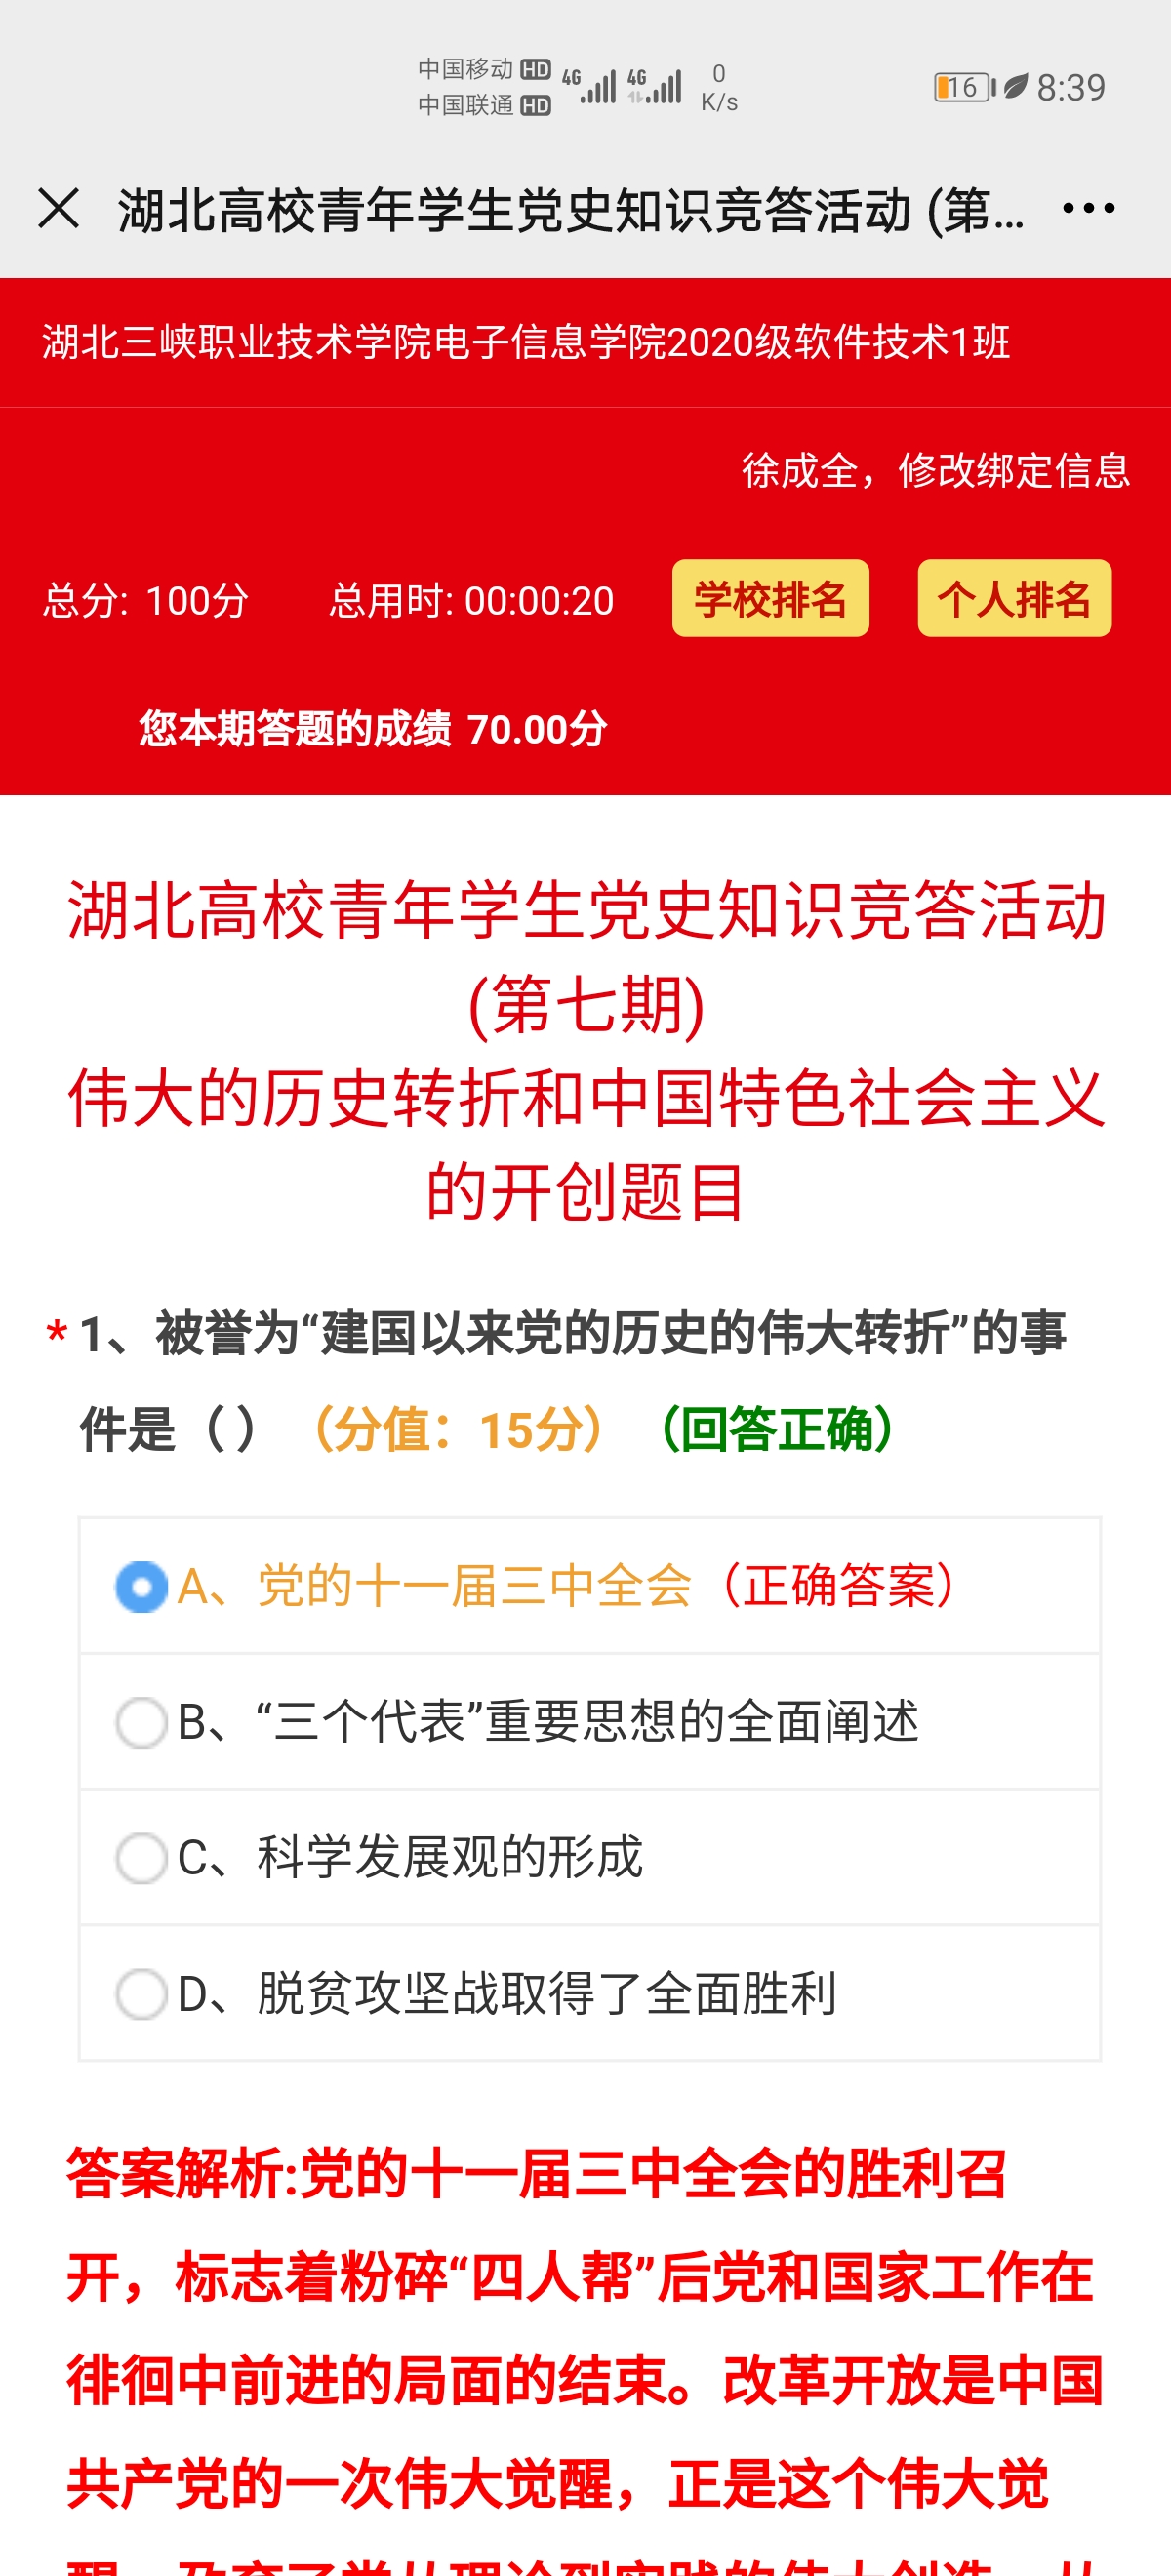 中国移动 HD 4G 4G 0
中国联通 HD K/s
16 8:39
湖北高校青年学生党史知识竞答活动 (第...
湖北三峡职业技术学院电子信息学院2020级软件技术1班
徐成全，修改绑定信息
总分: 100分 总用时: 00:00:20 学校排名 个人排名
您本期答题的成绩 70.00分
湖北高校青年学生党史知识竞答活动
(第七期)
伟大的历史转折和中国特色社会主义
的开创题目
* 1、被誉为“建国以来党的历史的伟大转折”的事
件是（ ）（分值：15分）（回答正确）
A、党的十一届三中全会（正确答案）
B、“三个代表”重要思想的全面阐述
C、科学发展观的形成
D、脱贫攻坚战取得了全面胜利
答案解析:党的十一届三中全会的胜利召
开，标志着粉碎“四人帮”后党和国家工作在
徘徊中前进的局面的结束。改革开放是中国
共产党的一次伟大觉醒，正是这个伟大觉